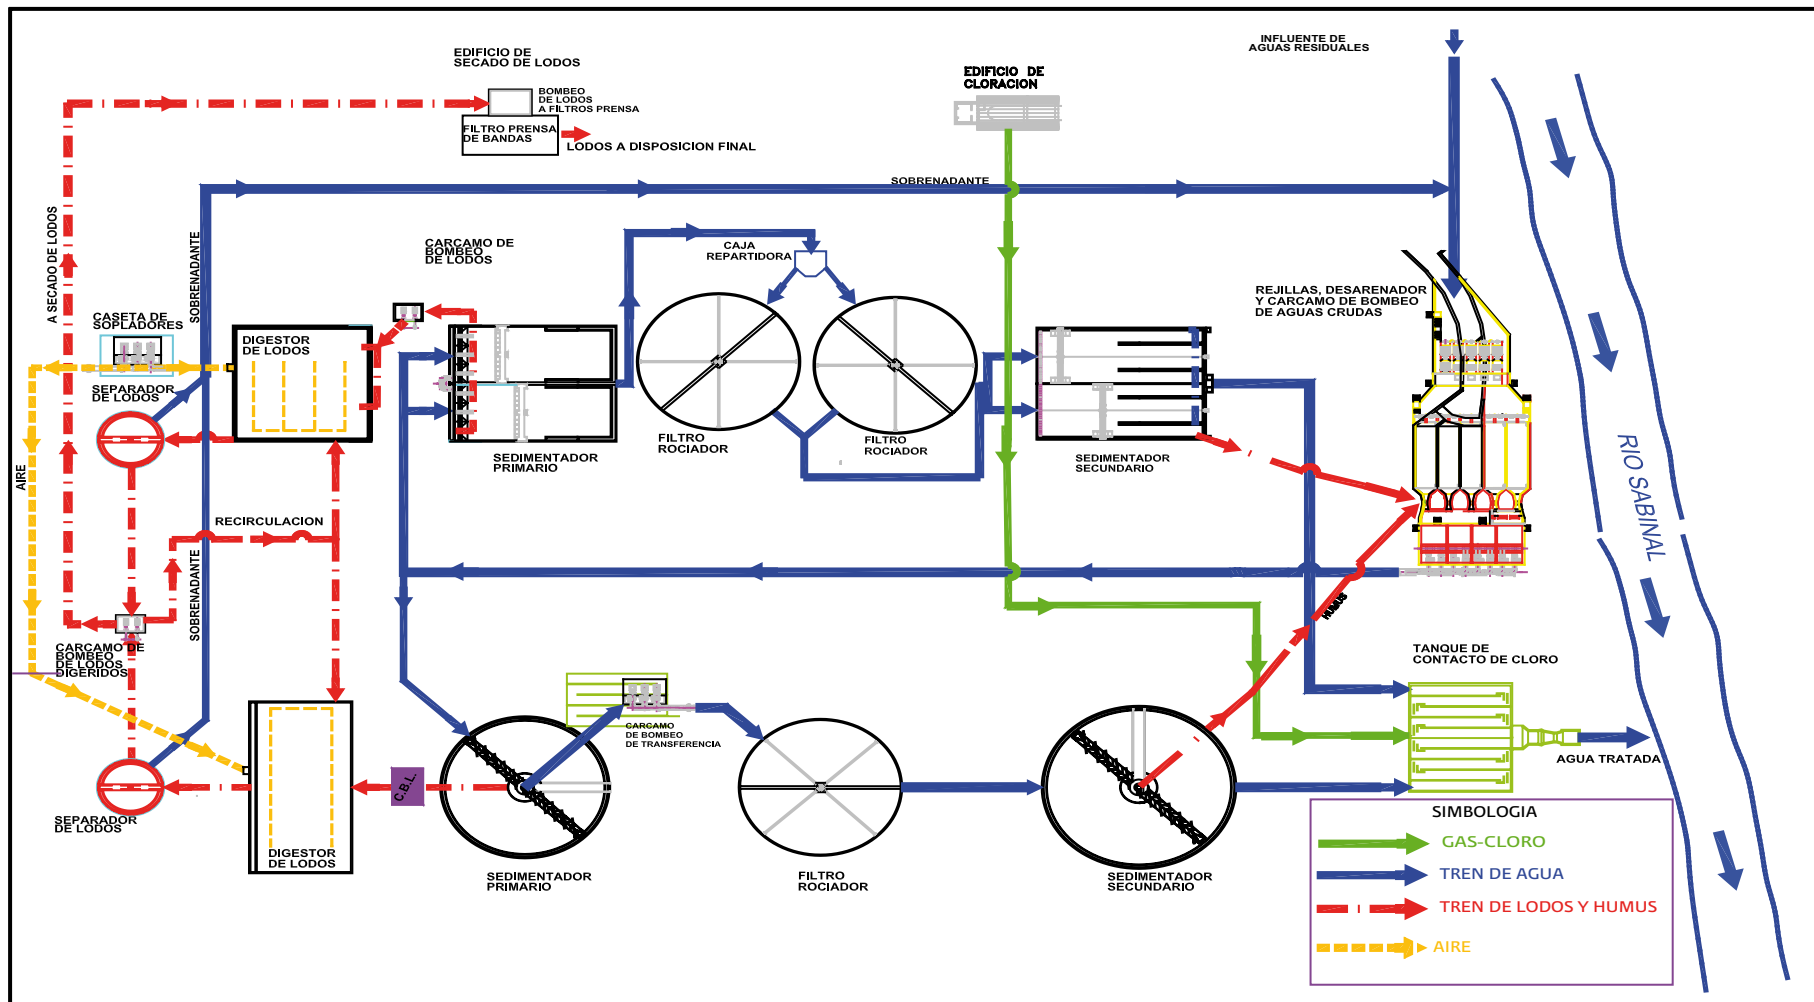 INFLUENTE DE
AGUAS RESIDUALES
EDIFICIO DE
SECADO DE LODOS
BOMBEO
DE LODOS
A FILTROS PRENSA
FILTRO PRENSA
DE BANDAS
LODOS A DISPOSICION FINAL
EDIFICIO DE
CLORACION
SOBRENADANTE
A SECADO DE LODOS
SOBRENADANTE
CARCAMO DE
BOMBEO
DE LODOS
CAJA
REPARTIDORA
REJILLAS, DESARENADOR
Y CARCAMO DE BOMBEO
DE AGUAS CRUDAS
CASETA DE
SOPLADORES
DIGESTOR
DE LODOS
SEPARADOR
DE LODOS
FILTRO
ROCIADOR
FILTRO
ROCIADOR
SEDIMENTADOR
PRIMARIO
SEDIMENTADOR
SECUNDARIO
AIRE
RIO SABINAL
RECIRCULACION
SOBRENADANTE
HUMUS
CARCAMO DE
BOMBEO
DE LODOS
DIGERIDOS
TANQUE DE
CONTACTO DE CLORO
CARCAMO
DE BOMBEO
DE TRANSFERENCIA
AGUA TRATADA
C.B.L.
SEPARADOR
DE LODOS
DIGESTOR
DE LODOS
SEDIMENTADOR
PRIMARIO
FILTRO
ROCIADOR
SEDIMENTADOR
SECUNDARIO
SIMBOLOGIA
GAS-CLORO
TREN DE AGUA
TREN DE LODOS Y HUMUS
AIRE